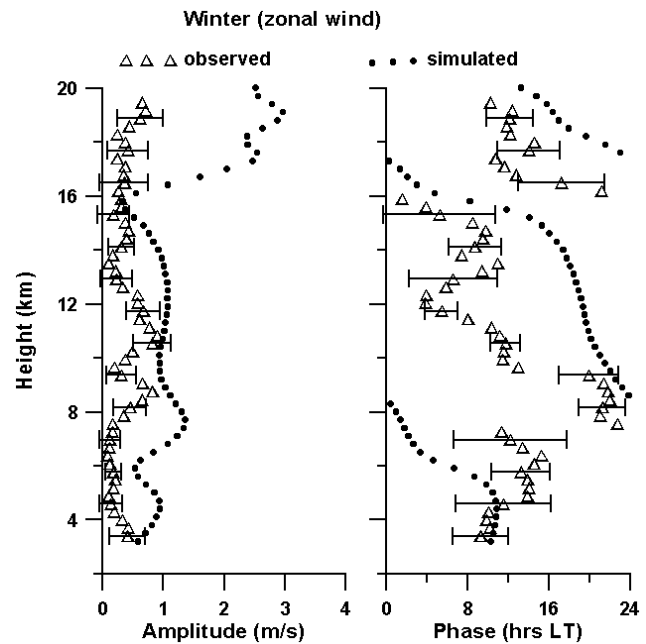 Winter (zonal wind)
△ △ △ observed • • • • simulated
20
16
12
8
4
Height (km)
0 1 2 3 4
Amplitude (m/s)
0 8 16 24
Phase (hrs LT)